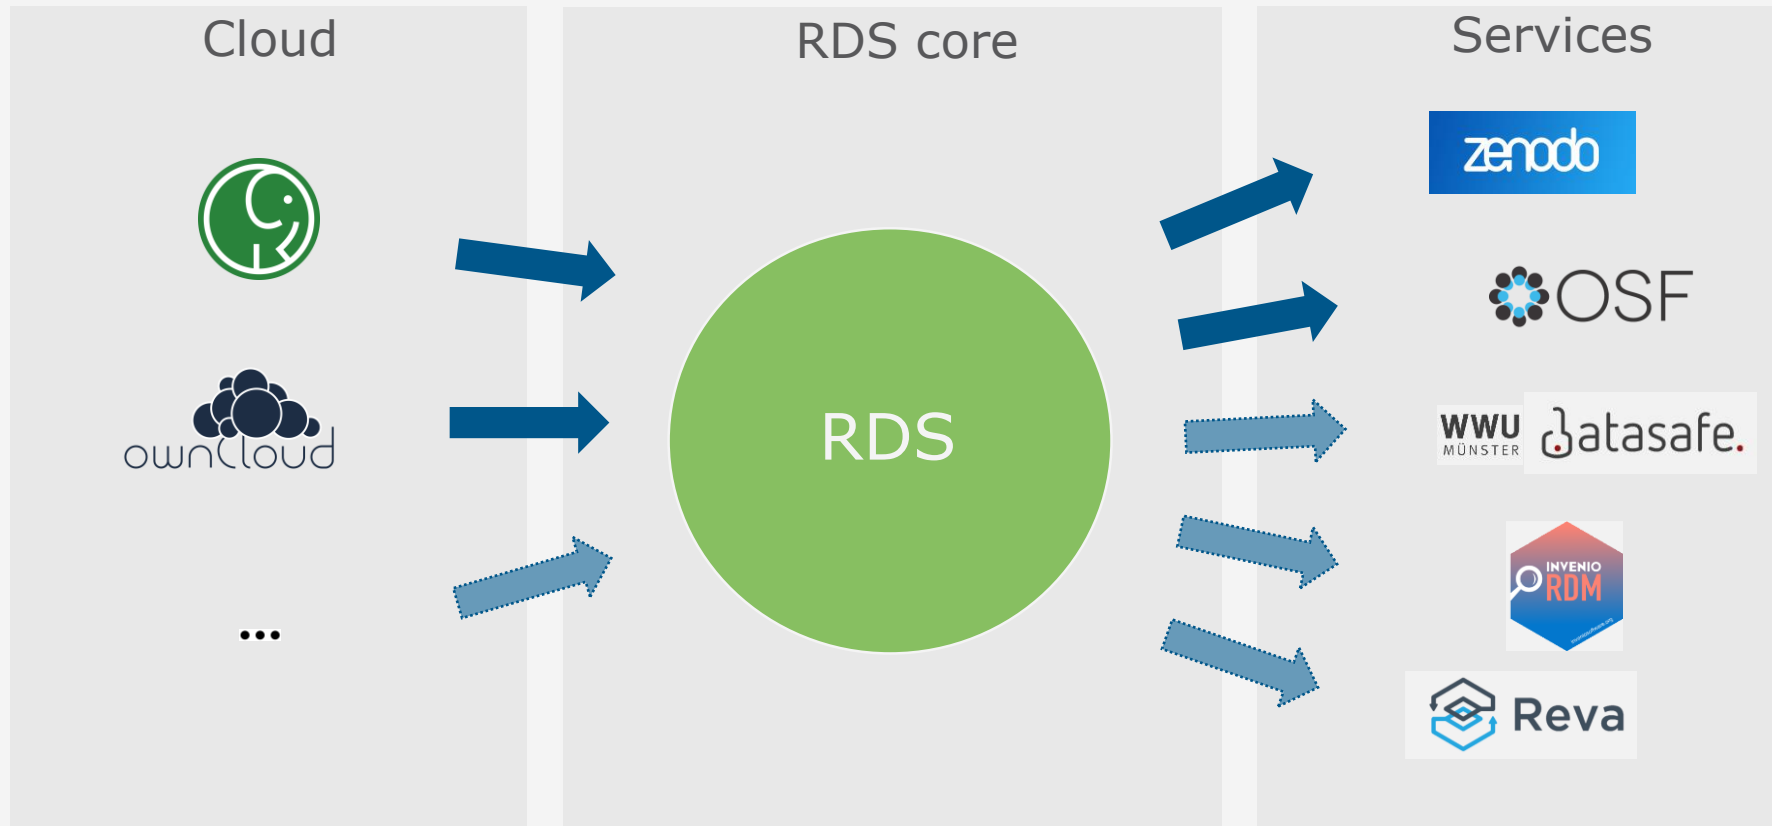 Cloud
RDS core
Services
zenodo
OSF
ownCloud
RDS
WWU
MÜNSTER
datasafe.
...
INVENIO
RDM
Reva